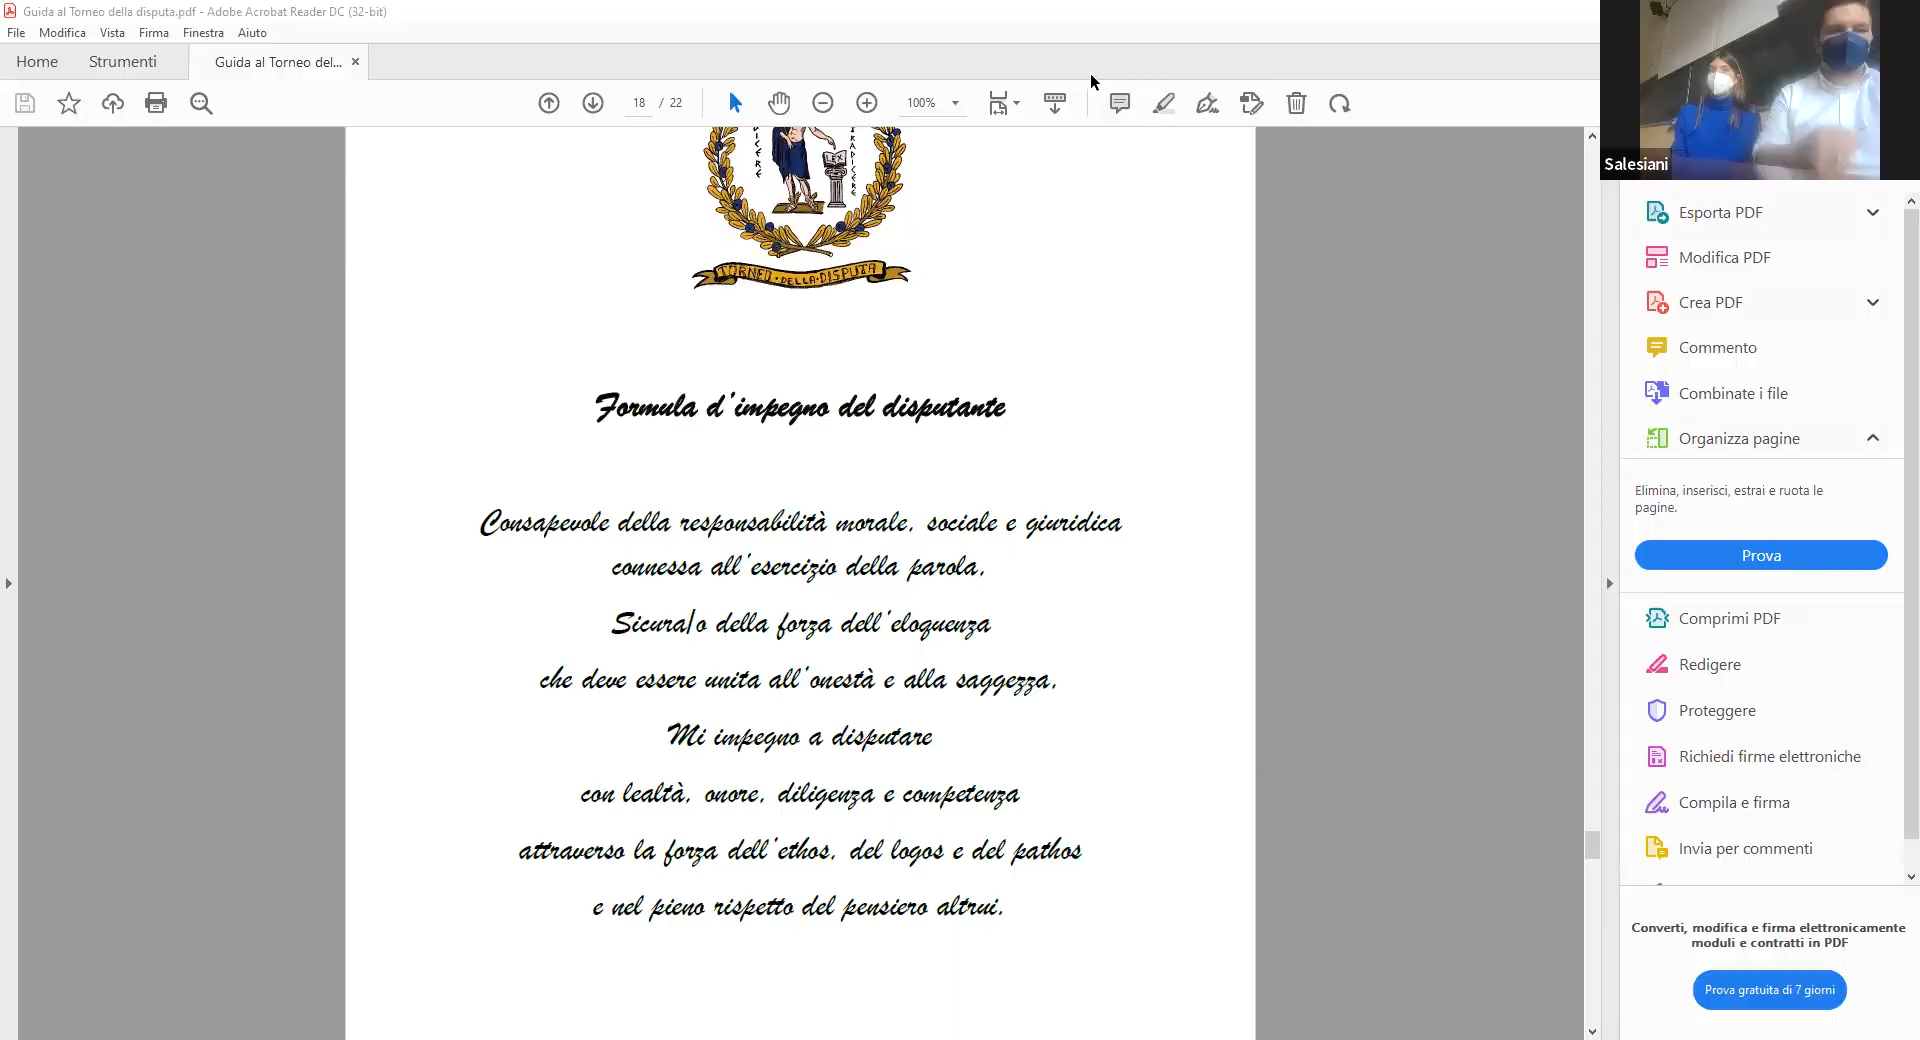 Guida al Torneo della disputa.pdf - Adobe Acrobat Reader DC (32-bit)
File Modifica Vista Firma Finestra Aiuto
Home Strumenti Guida al Torneo del... ×
18 / 22 100%
LEX
TORNEO · DELLA · DISPUTA
Formula d'impegno del disputante
Consapevole della responsabilità morale, sociale e giuridica
connessa all'esercizio della parola,
Sicura/o della forza dell'eloquenza
che deve essere unita all'onestà e alla saggezza,
Mi impegno a disputare
con lealtà, onore, diligenza e competenza
attraverso la forza dell'ethos, del logos e del pathos
e nel pieno rispetto del pensiero altrui.
Salesiani
Esporta PDF
Modifica PDF
Crea PDF
Commento
Combinate i file
Organizza pagine
Elimina, inserisci, estrai e ruota le
pagine.
Prova
Comprimi PDF
Redigere
Proteggere
Richiedi firme elettroniche
Compila e firma
Invia per commenti
Converti, modifica e firma elettronicamente
moduli e contratti in PDF
Prova gratuita di 7 giorni